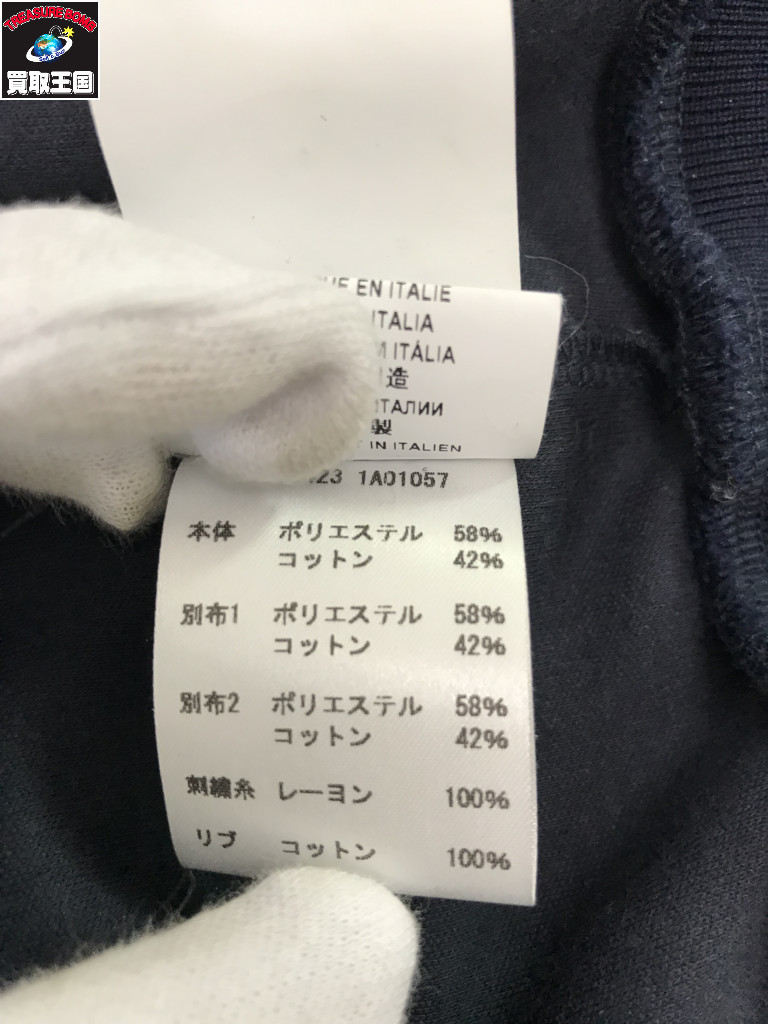 TREASURE BOMB
買取王国
EN ITALIE
ITALIA
ITÁLIA
造
製
IN ITALIEN
1A01057
本体 ポリエステル 58%
コットン 42%
別布1 ポリエステル 58%
コットン 42%
別布2 ポリエステル 58%
コットン 42%
刺繍糸 レーヨン 100%
リブ コットン 100%